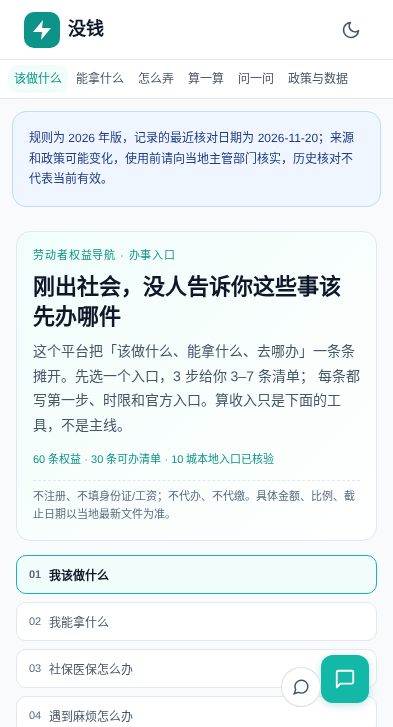 没钱
该做什么 能拿什么 怎么弄 算一算 问一问 政策与数据
规则为 2026 年版，记录的最近核对日期为 2026-11-20；来源
和政策可能变化，使用前请向当地主管部门核实，历史核对不
代表当前有效。
劳动者权益导航 · 办事入口
刚出社会，没人告诉你这些事该
先办哪件
这个平台把「该做什么、能拿什么、去哪办」一条条
摊开。先选一个入口，3 步给你 3–7 条清单； 每条都
写第一步、时限和官方入口。算收入只是下面的工
具，不是主线。
60 条权益 · 30 条可办清单 · 10 城本地入口已核验
不注册、不填身份证/工资；不代办、不代缴。具体金额、比例、截
止日期以当地最新文件为准。
01 我该做什么
02 我能拿什么
03 社保医保怎么办
04 遇到麻烦怎么办